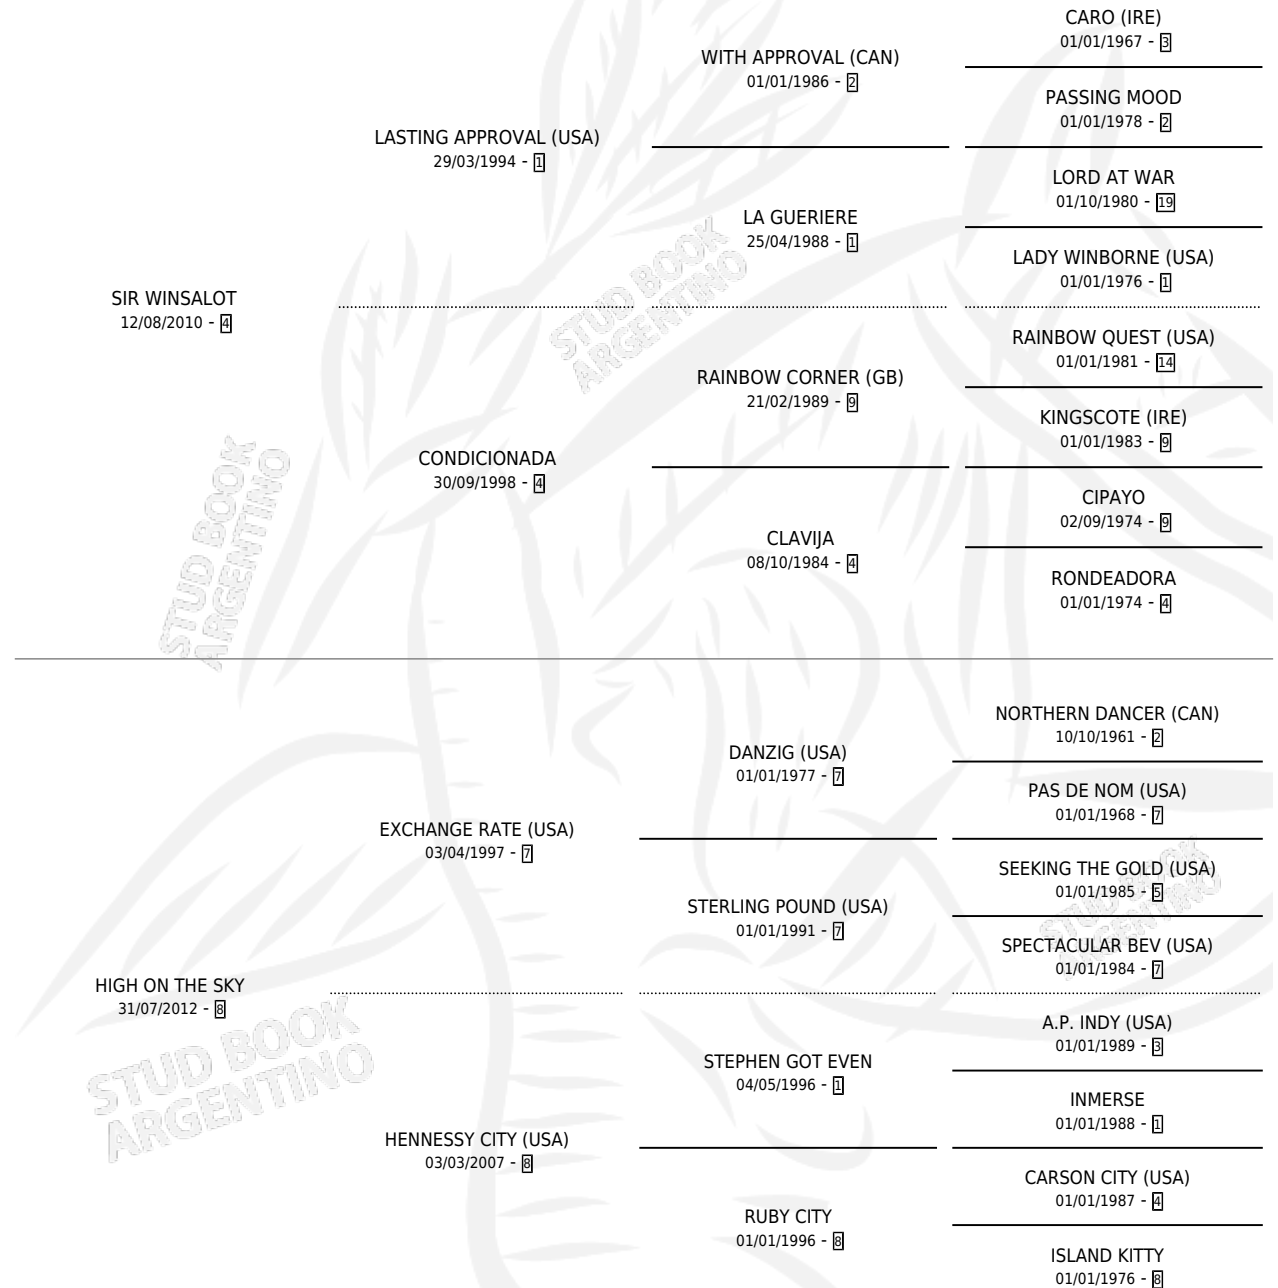 SIR WINSALOT
12/08/2010 - 4
LASTING APPROVAL (USA)
29/03/1994 - 1
CONDICIONADA
30/09/1998 - 4
WITH APPROVAL (CAN)
01/01/1986 - 2
LA GUERIERE
25/04/1988 - 1
RAINBOW CORNER (GB)
21/02/1989 - 9
CLAVIJA
08/10/1984 - 4
CARO (IRE)
01/01/1967 - 3
PASSING MOOD
01/01/1978 - 2
LORD AT WAR
01/10/1980 - 19
LADY WINBORNE (USA)
01/01/1976 - 1
RAINBOW QUEST (USA)
01/01/1981 - 14
KINGSCOTE (IRE)
01/01/1983 - 9
CIPAYO
02/09/1974 - 9
RONDEADORA
01/01/1974 - 4
HIGH ON THE SKY
31/07/2012 - 8
EXCHANGE RATE (USA)
03/04/1997 - 7
HENNESSY CITY (USA)
03/03/2007 - 8
DANZIG (USA)
01/01/1977 - 7
STERLING POUND (USA)
01/01/1991 - 7
STEPHEN GOT EVEN
04/05/1996 - 1
RUBY CITY
01/01/1996 - 8
NORTHERN DANCER (CAN)
10/10/1961 - 2
PAS DE NOM (USA)
01/01/1968 - 7
SEEKING THE GOLD (USA)
01/01/1985 - 5
SPECTACULAR BEV (USA)
01/01/1984 - 7
A.P. INDY (USA)
01/01/1989 - 3
INMERSE
01/01/1988 - 1
CARSON CITY (USA)
01/01/1987 - 4
ISLAND KITTY
01/01/1976 - 8
STUD BOOK
ARGENTINO
STUD BOOK
ARGENTINO
STUD BOOK
ARGENTINO
STUD BOOK
ARGENTINO